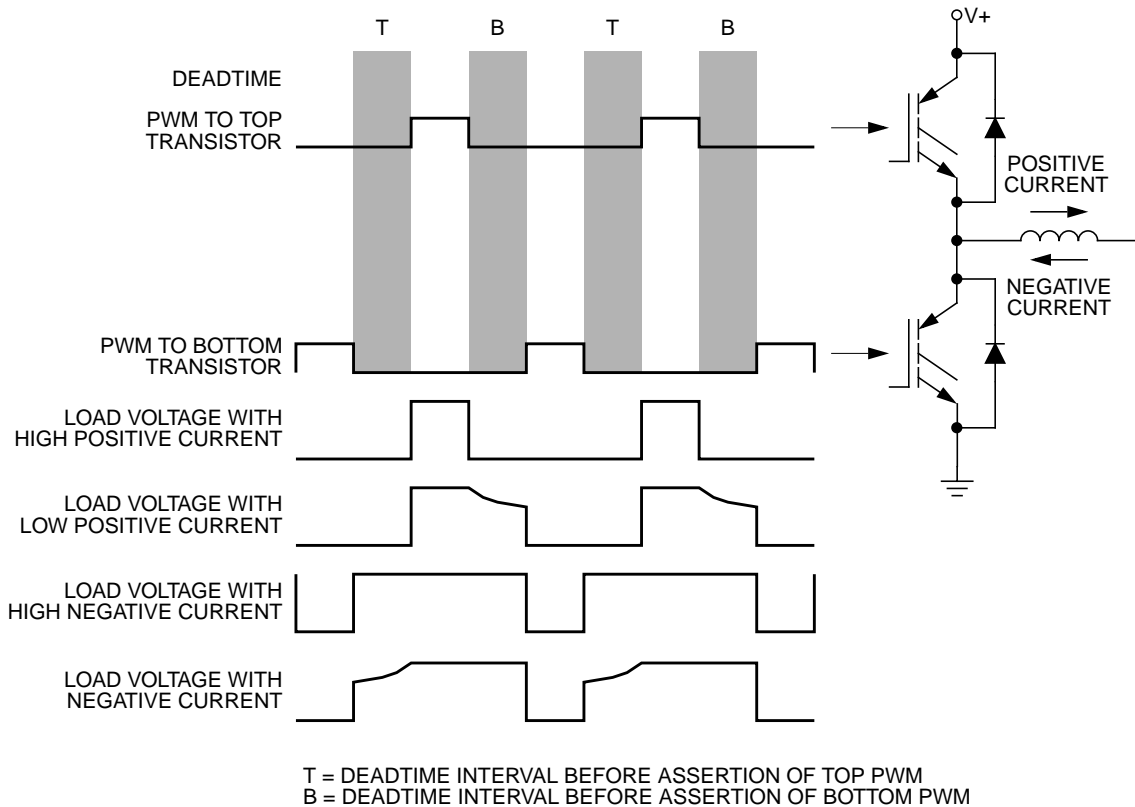 T
B
T
B
V+
DEADTIME
PWM TO TOP
TRANSISTOR
POSITIVE
CURRENT
NEGATIVE
CURRENT
PWM TO BOTTOM
TRANSISTOR
LOAD VOLTAGE WITH
HIGH POSITIVE CURRENT
LOAD VOLTAGE WITH
LOW POSITIVE CURRENT
LOAD VOLTAGE WITH
HIGH NEGATIVE CURRENT
LOAD VOLTAGE WITH
NEGATIVE CURRENT
T = DEADTIME INTERVAL BEFORE ASSERTION OF TOP PWM
B = DEADTIME INTERVAL BEFORE ASSERTION OF BOTTOM PWM